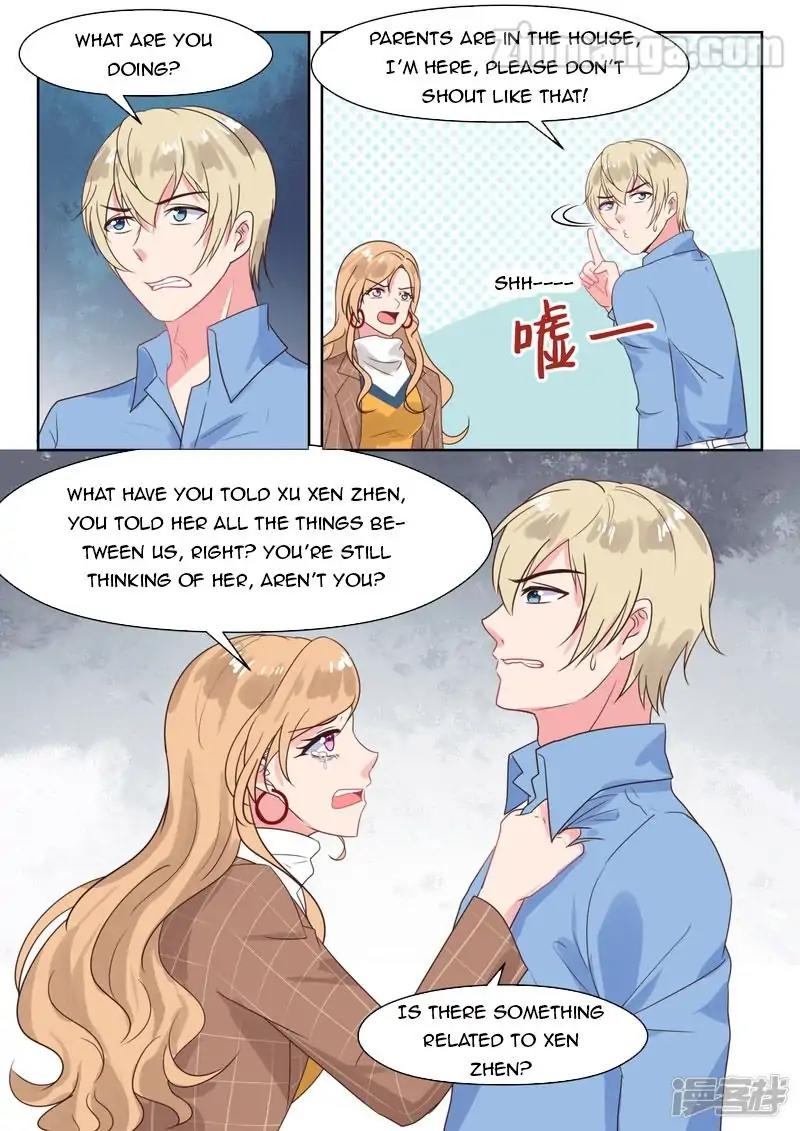 WHAT ARE YOU
DOING?
Zinmanga.com
PARENTS ARE IN THE HOUSE,
I'M HERE, PLEASE DON'T
SHOUT LIKE THAT!
SHH----
嘘一
WHAT HAVE YOU TOLD XU XEN ZHEN,
YOU TOLD HER ALL THE THINGS BE-
TWEEN US, RIGHT? YOU'RE STILL
THINKING OF HER, AREN'T YOU?
IS THERE SOMETHING
RELATED TO XEN
ZHEN?
漫客栈